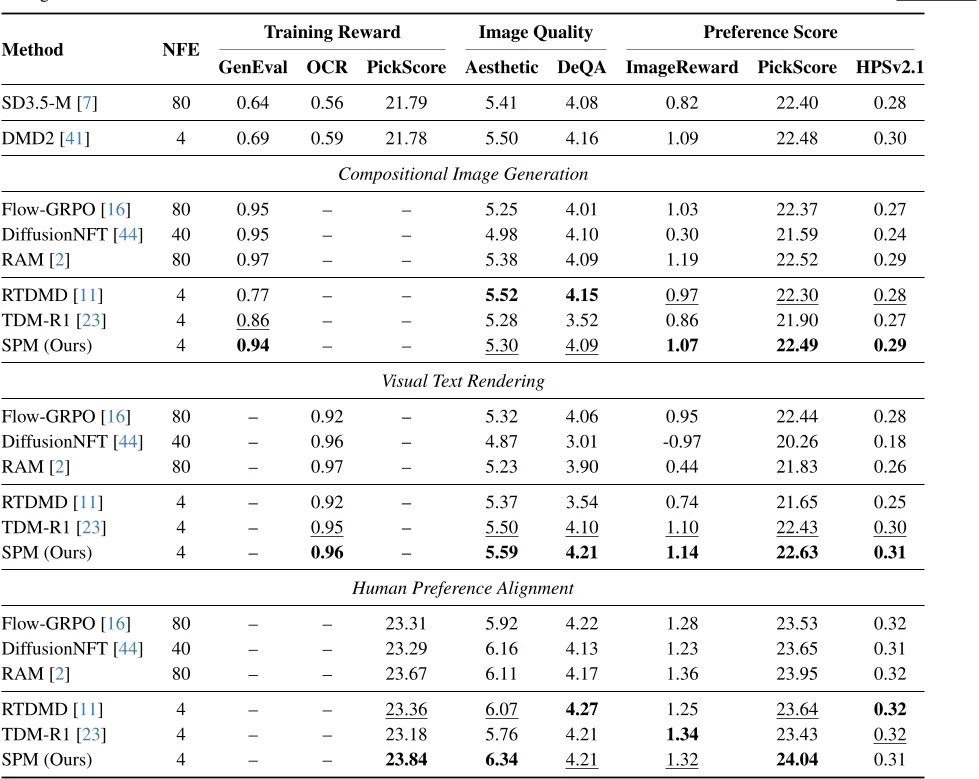 Method NFE Training Reward Image Quality Preference Score
GenEval OCR PickScore Aesthetic DeQA ImageReward PickScore HPSv2.1
SD3.5-M [7] 80 0.64 0.56 21.79 5.41 4.08 0.82 22.40 0.28
DMD2 [41] 4 0.69 0.59 21.78 5.50 4.16 1.09 22.48 0.30
Compositional Image Generation
Flow-GRPO [16] 80 0.95 – – 5.25 4.01 1.03 22.37 0.27
DiffusionNFT [44] 40 0.95 – – 4.98 4.10 0.30 21.59 0.24
RAM [2] 80 0.97 – – 5.38 4.09 1.19 22.52 0.29
RTDMD [11] 4 0.77 – – 5.52 4.15 0.97 22.30 0.28
TDM-R1 [23] 4 0.86 – – 5.28 3.52 0.86 21.90 0.27
SPM (Ours) 4 0.94 – – 5.30 4.09 1.07 22.49 0.29
Visual Text Rendering
Flow-GRPO [16] 80 – 0.92 – 5.32 4.06 0.95 22.44 0.28
DiffusionNFT [44] 40 – 0.96 – 4.87 3.01 -0.97 20.26 0.18
RAM [2] 80 – 0.97 – 5.23 3.90 0.44 21.83 0.26
RTDMD [11] 4 – 0.92 – 5.37 3.54 0.74 21.65 0.25
TDM-R1 [23] 4 – 0.95 – 5.50 4.10 1.10 22.43 0.30
SPM (Ours) 4 – 0.96 – 5.59 4.21 1.14 22.63 0.31
Human Preference Alignment
Flow-GRPO [16] 80 – – 23.31 5.92 4.22 1.28 23.53 0.32
DiffusionNFT [44] 40 – – 23.29 6.16 4.13 1.23 23.65 0.31
RAM [2] 80 – – 23.67 6.11 4.17 1.36 23.95 0.32
RTDMD [11] 4 – – 23.36 6.07 4.27 1.25 23.64 0.32
TDM-R1 [23] 4 – – 23.18 5.76 4.21 1.34 23.43 0.32
SPM (Ours) 4 – – 23.84 6.34 4.21 1.32 24.04 0.31